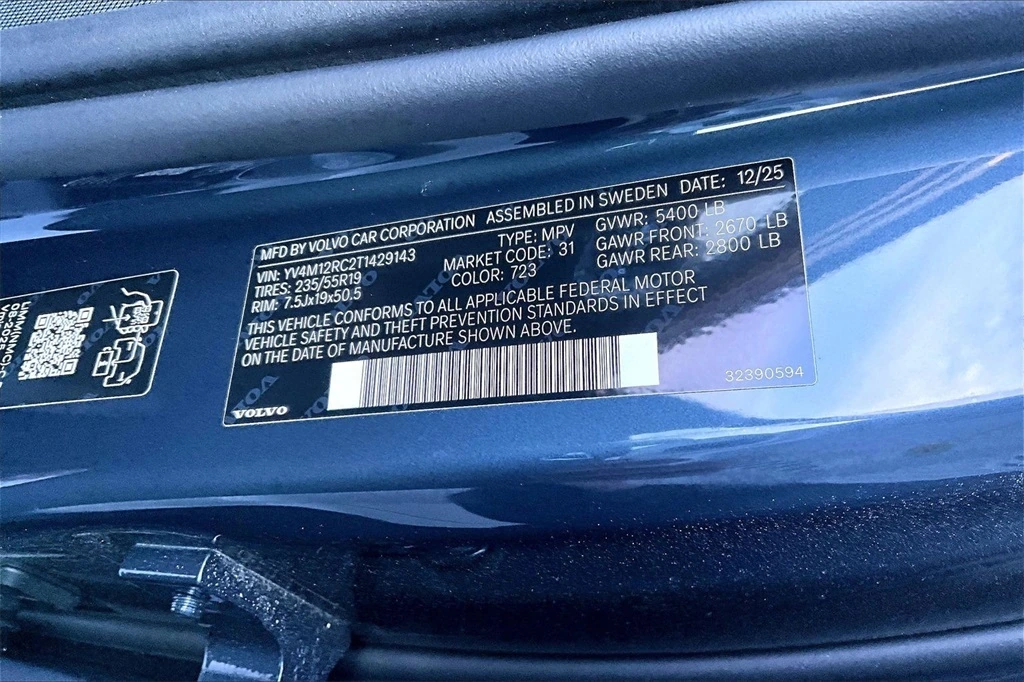 MFD BY VOLVO CAR CORPORATION ASSEMBLED IN SWEDEN DATE: 12/25
VIN: YV4M12RC2T1429143 TYPE: MPV GVWR: 5400 LB
TIRES: 235/55R19 MARKET CODE: 31 GAWR FRONT: 2670 LB
RIM: 7.5Jx19x50.5 COLOR: 723 GAWR REAR: 2800 LB
THIS VEHICLE CONFORMS TO ALL APPLICABLE FEDERAL MOTOR
VEHICLE SAFETY AND THEFT PREVENTION STANDARDS IN EFFECT
ON THE DATE OF MANUFACTURE SHOWN ABOVE.
VOLVO
32390594